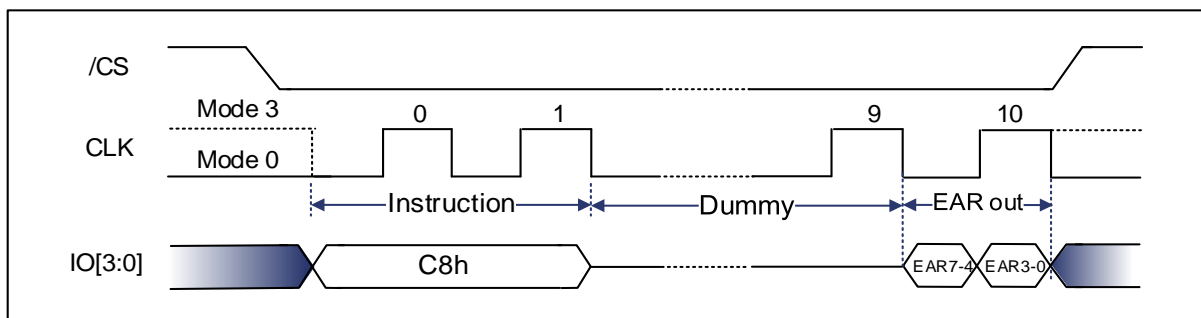 /CS
Mode 3 0 1 9 10
CLK
Mode 0
Instruction Dummy EAR out
IO[3:0] C8h EAR7-4 EAR3-0